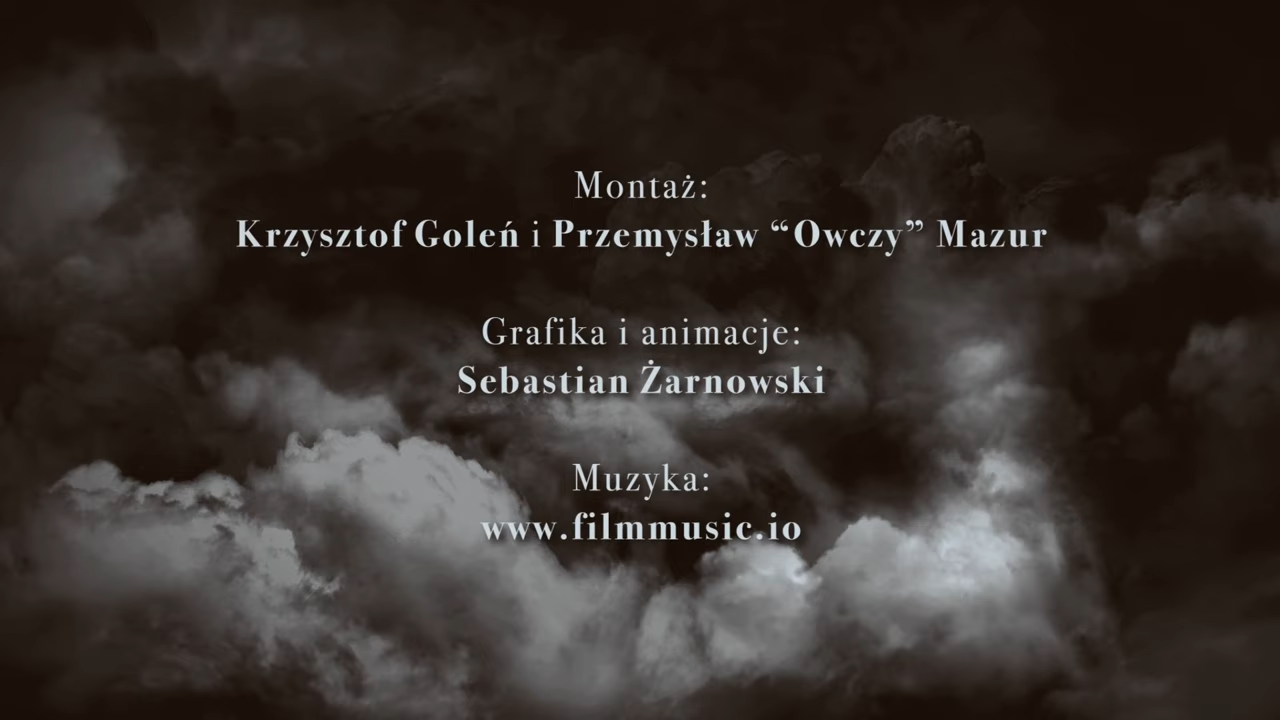 Montaż:
Krzysztof Goleń i Przemysław “Owczy” Mazur
Grafika i animacje:
Sebastian Żarnowski
Muzyka:
www.filmmusic.io